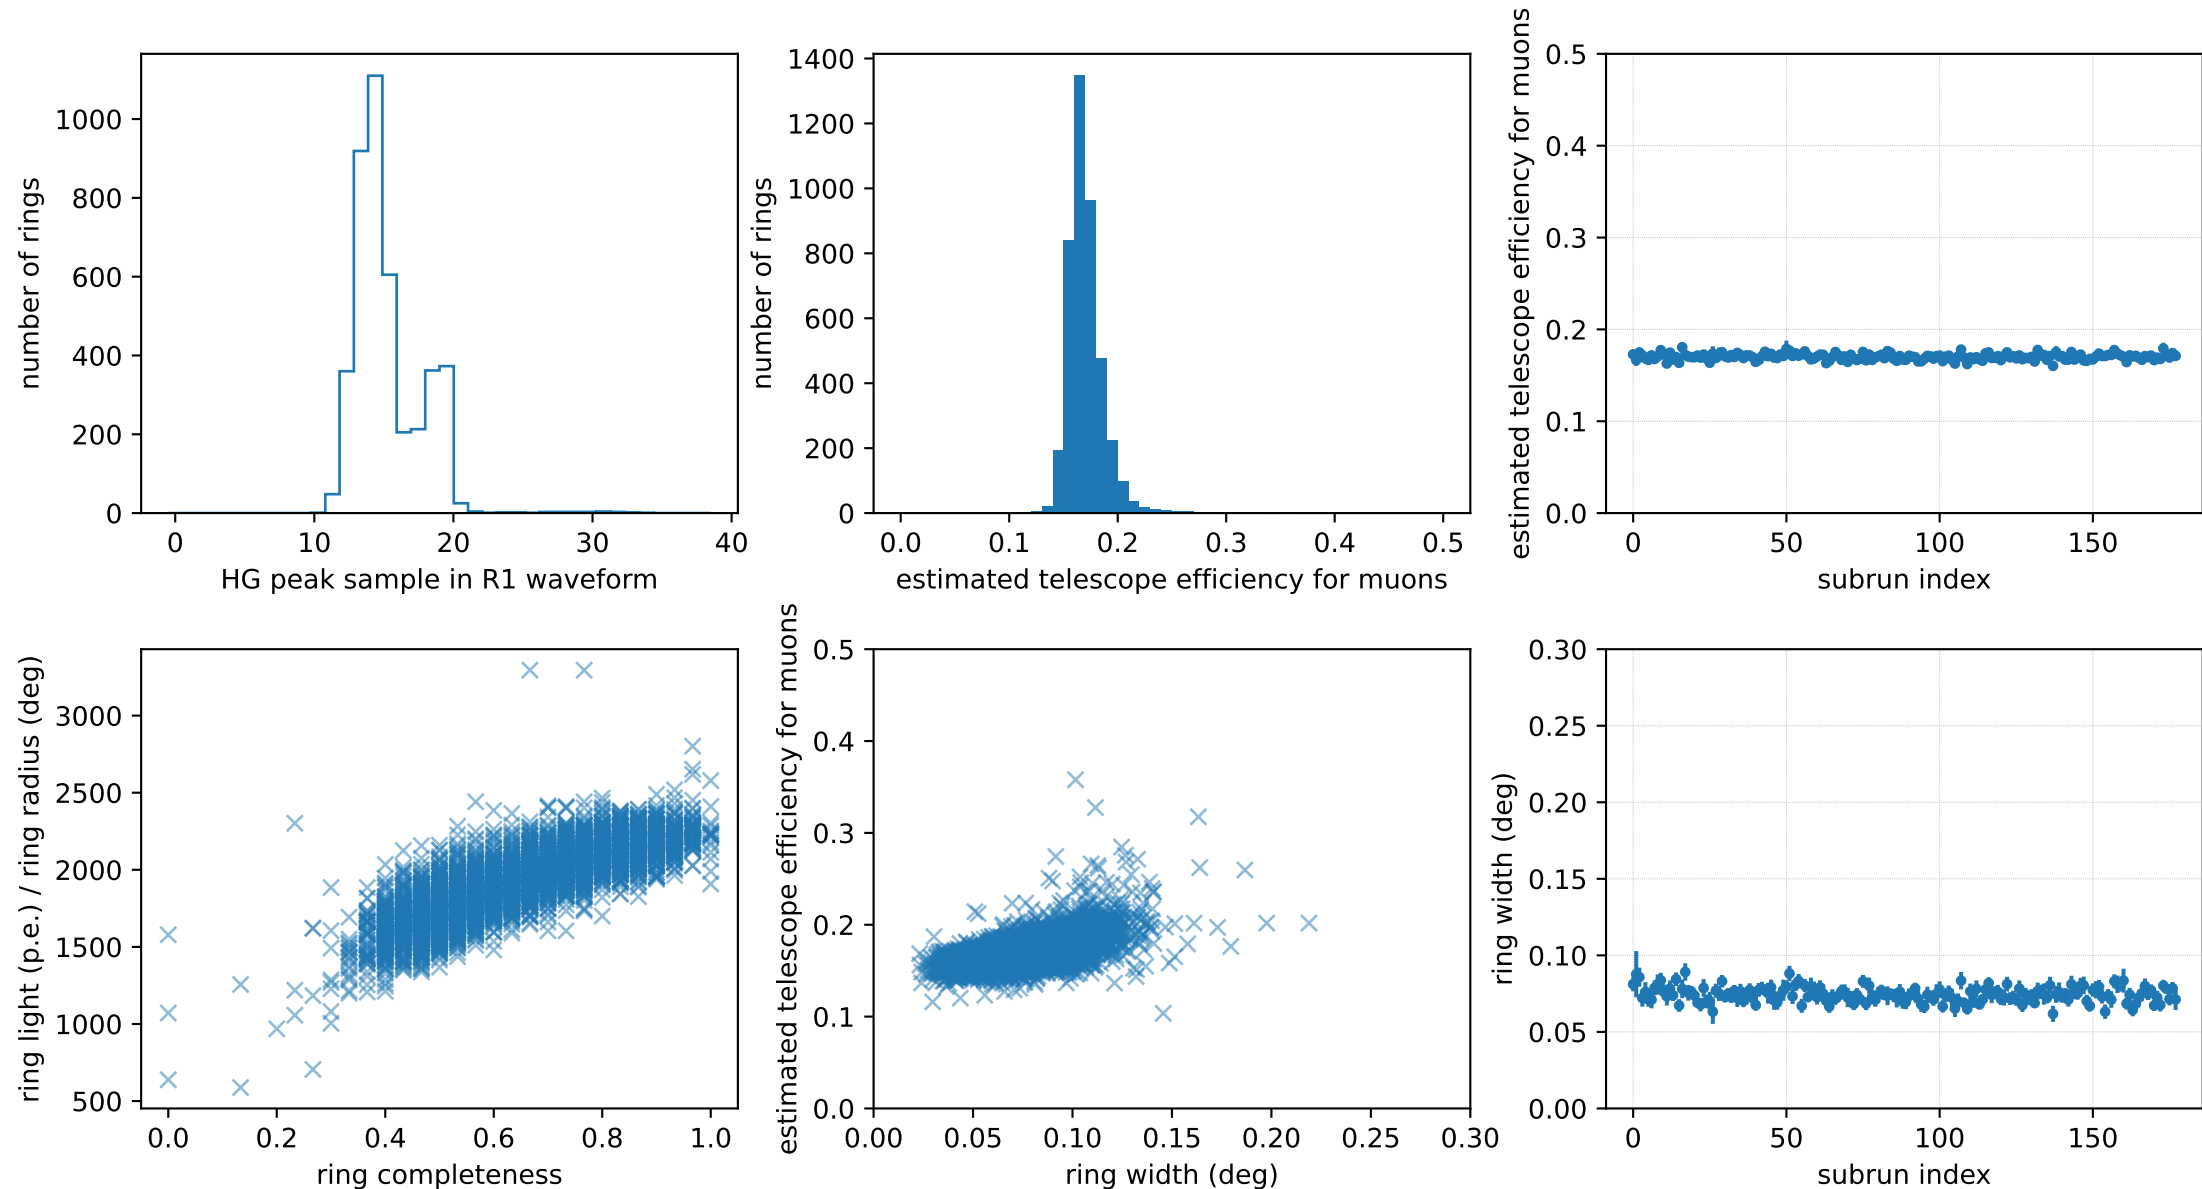 number of rings
1000
800
600
400
200
0
0 10 20 30 40
HG peak sample in R1 waveform
number of rings
1400
1200
1000
800
600
400
200
0
0.0 0.1 0.2 0.3 0.4 0.5
estimated telescope efficiency for muons
estimated telescope efficiency for muons
0.5
0.4
0.3
0.2
0.1
0.0
0 50 100 150
subrun index
ring light (p.e.) / ring radius (deg)
3000
2500
2000
1500
1000
500
0.0 0.2 0.4 0.6 0.8 1.0
ring completeness
estimated telescope efficiency for muons
0.5
0.4
0.3
0.2
0.1
0.0
0.00 0.05 0.10 0.15 0.20 0.25 0.30
ring width (deg)
ring width (deg)
0.30
0.25
0.20
0.15
0.10
0.05
0.00
0 50 100 150
subrun index